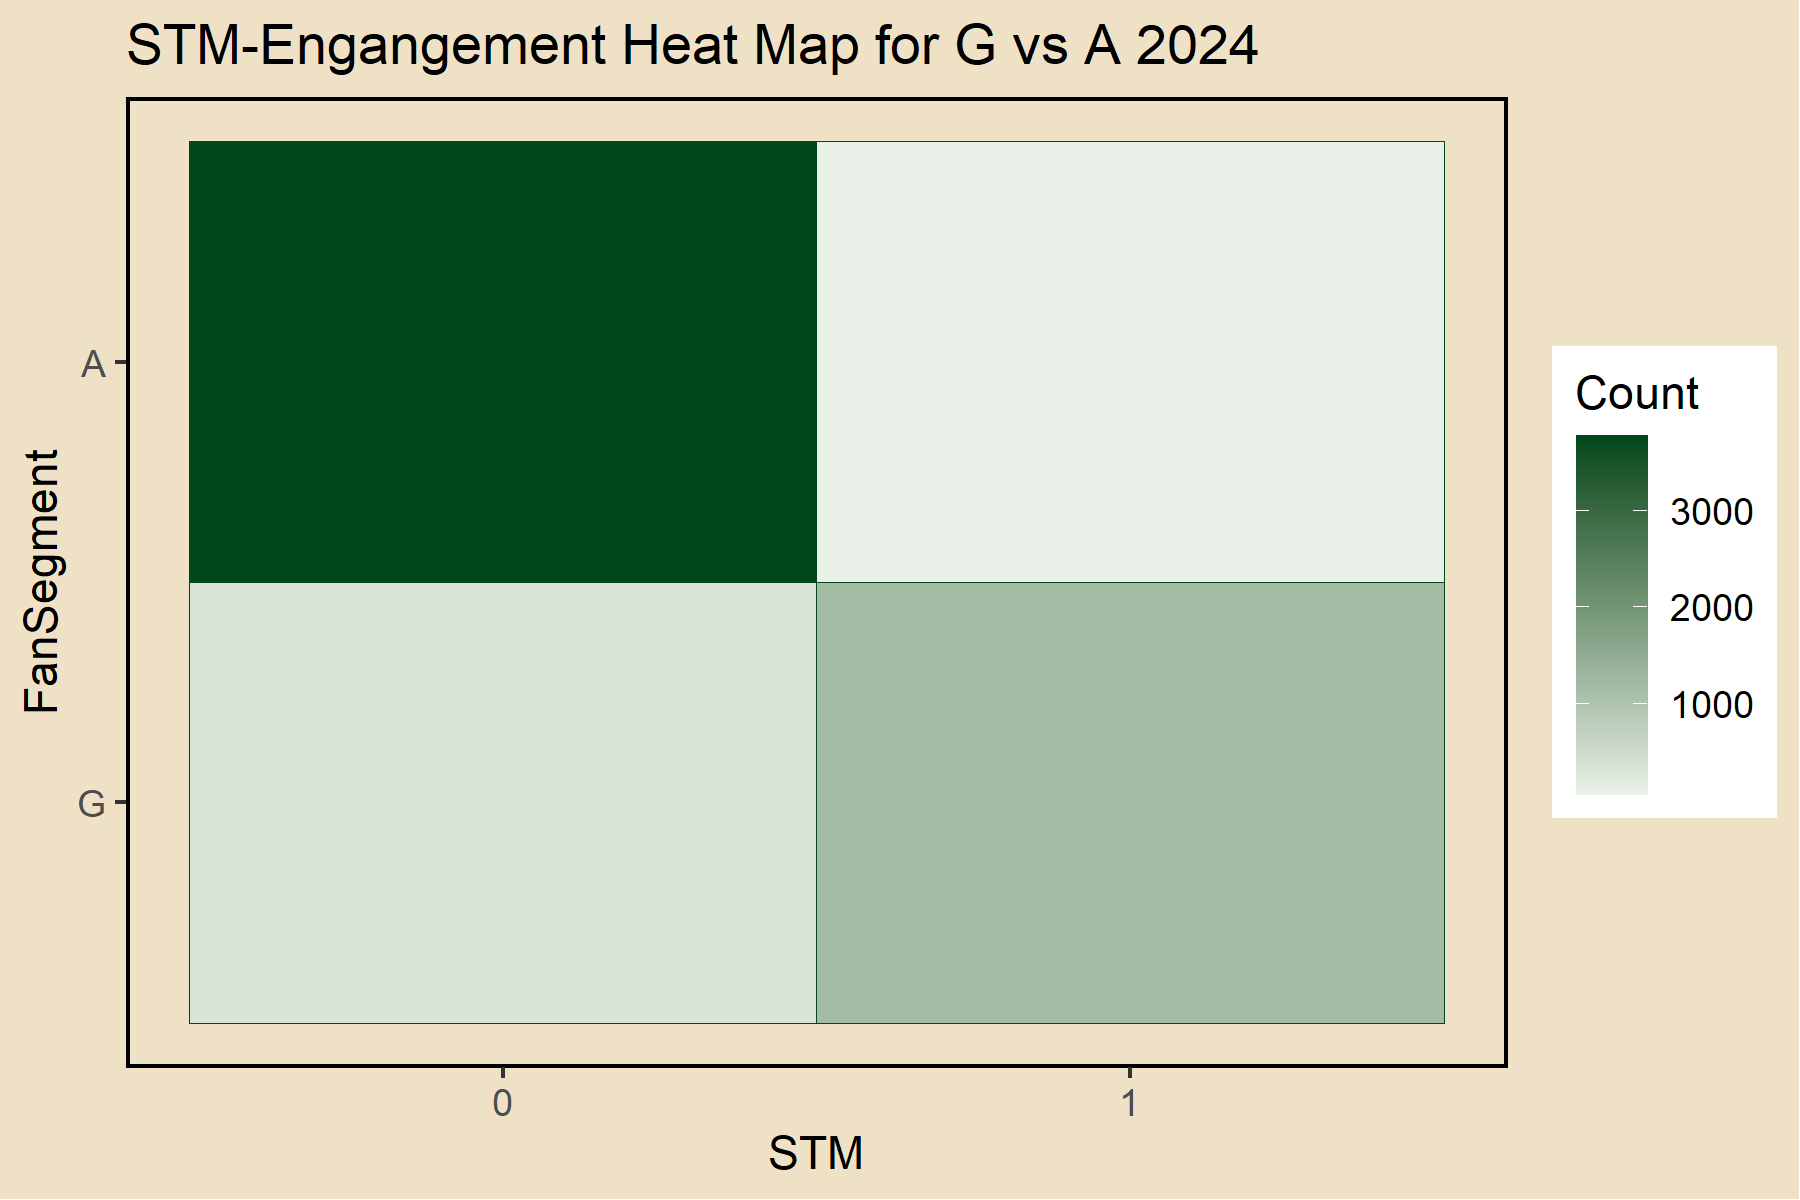 STM-Engangement Heat Map for G vs A 2024
A
G
FanSegment
0
1
STM
Count
3000
2000
1000